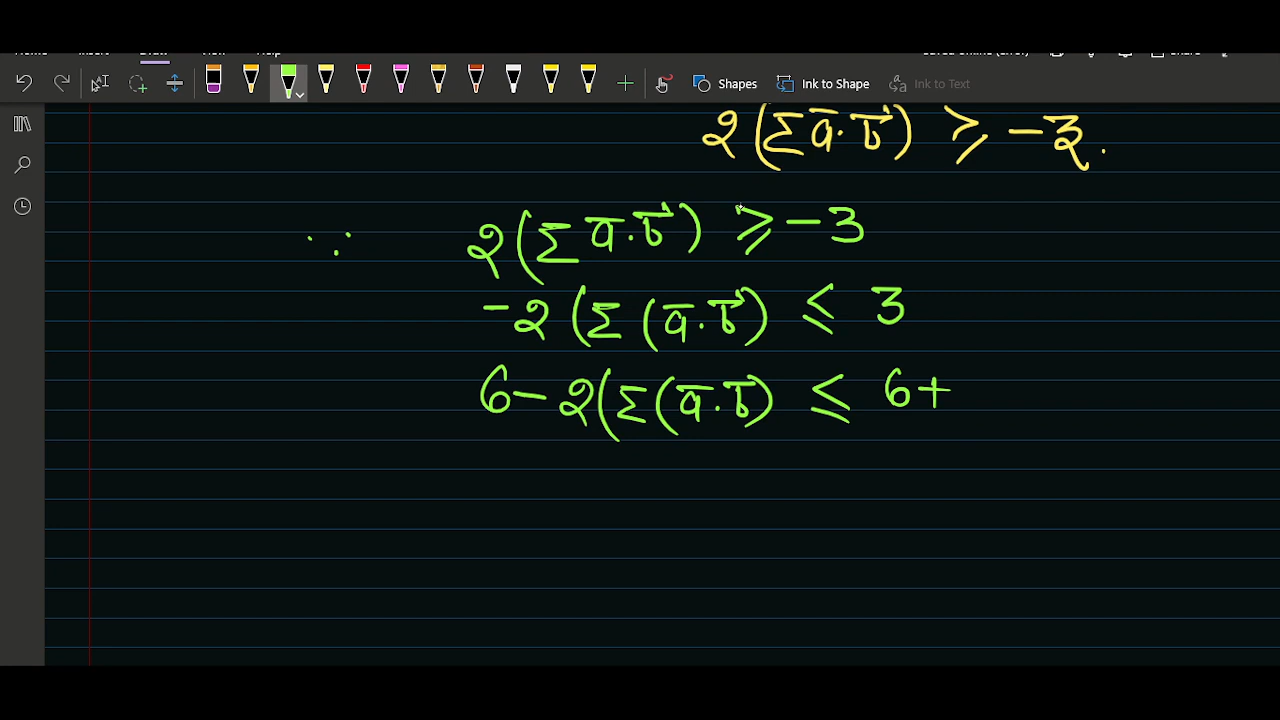 Shapes Ink to Shape Ink to Text
2(Σ a̅·b⃗) ⩾ -3.
∵ 2(Σ a̅·b⃗) ⩾ -3
-2(Σ(a̅·b⃗) ⩽ 3
6-2(Σ(a̅·b̅) ⩽ 6+